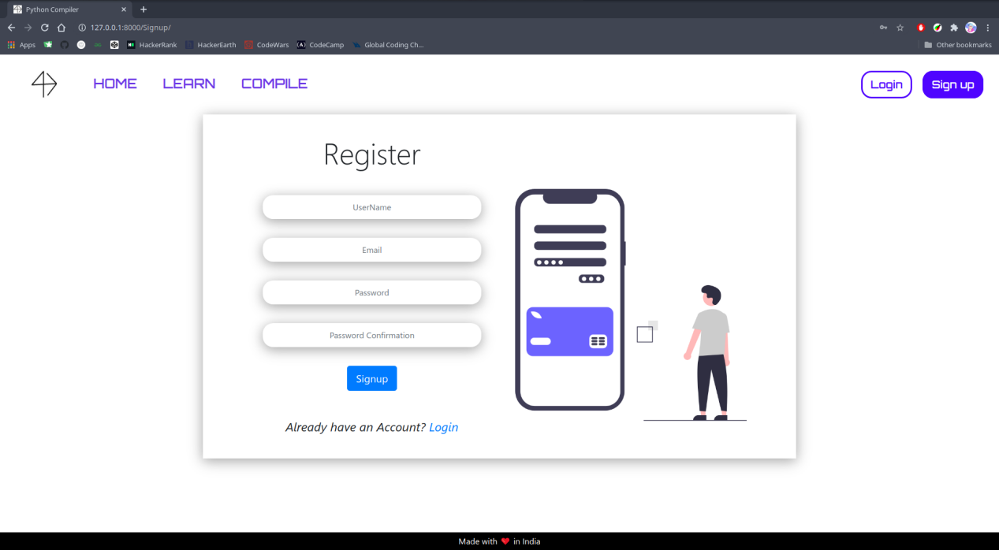 Python Compiler
127.0.0.1:8000/Signup/
Apps HackerRank HackerEarth CodeWars CodeCamp Global Coding Ch... Other bookmarks
HOME LEARN COMPILE Login Sign up
Register
UserName
Email
Password
Password Confirmation
Signup
Already have an Account? Login
Made with ❤ in India